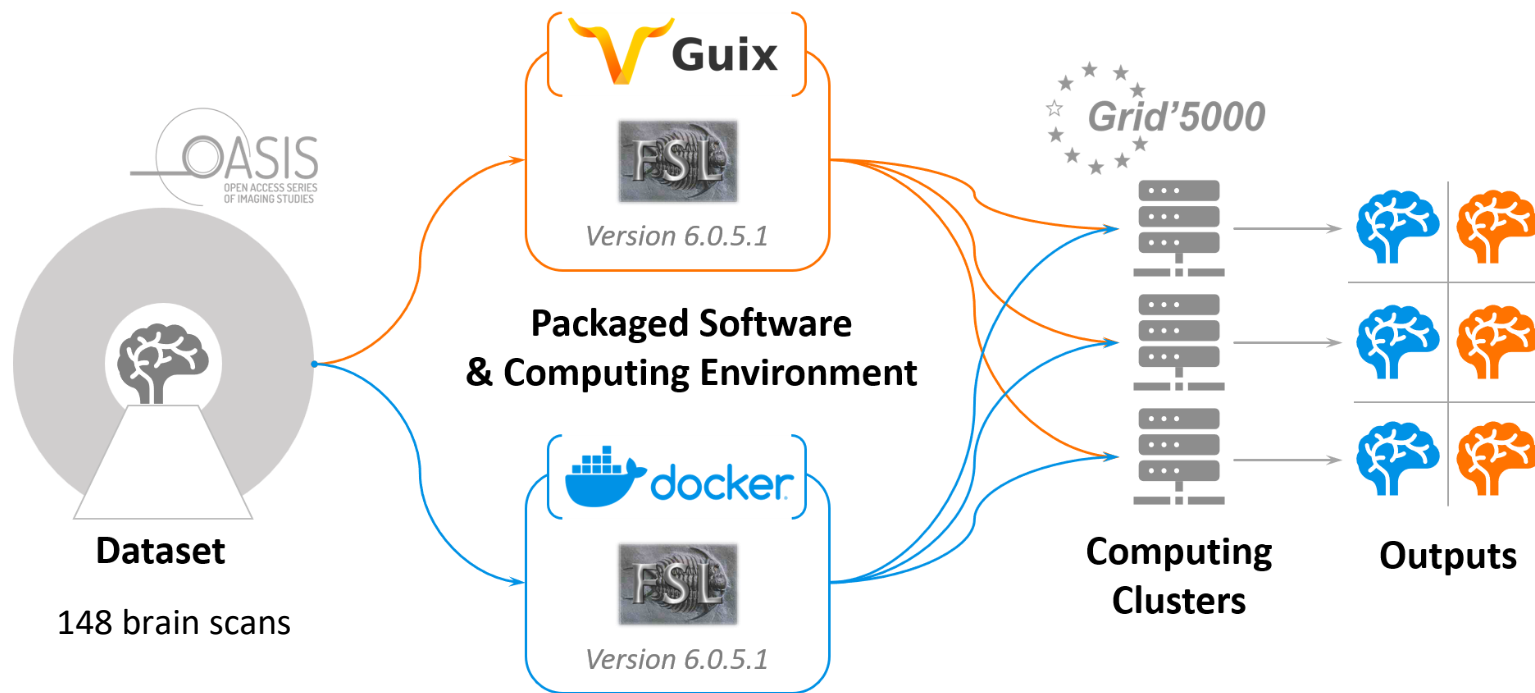 OASIS
OPEN ACCESS SERIES
OF IMAGING STUDIES
Dataset
148 brain scans
Guix
FSL
Version 6.0.5.1
Packaged Software
& Computing Environment
docker
FSL
Version 6.0.5.1
Grid'5000
Computing
Clusters
Outputs